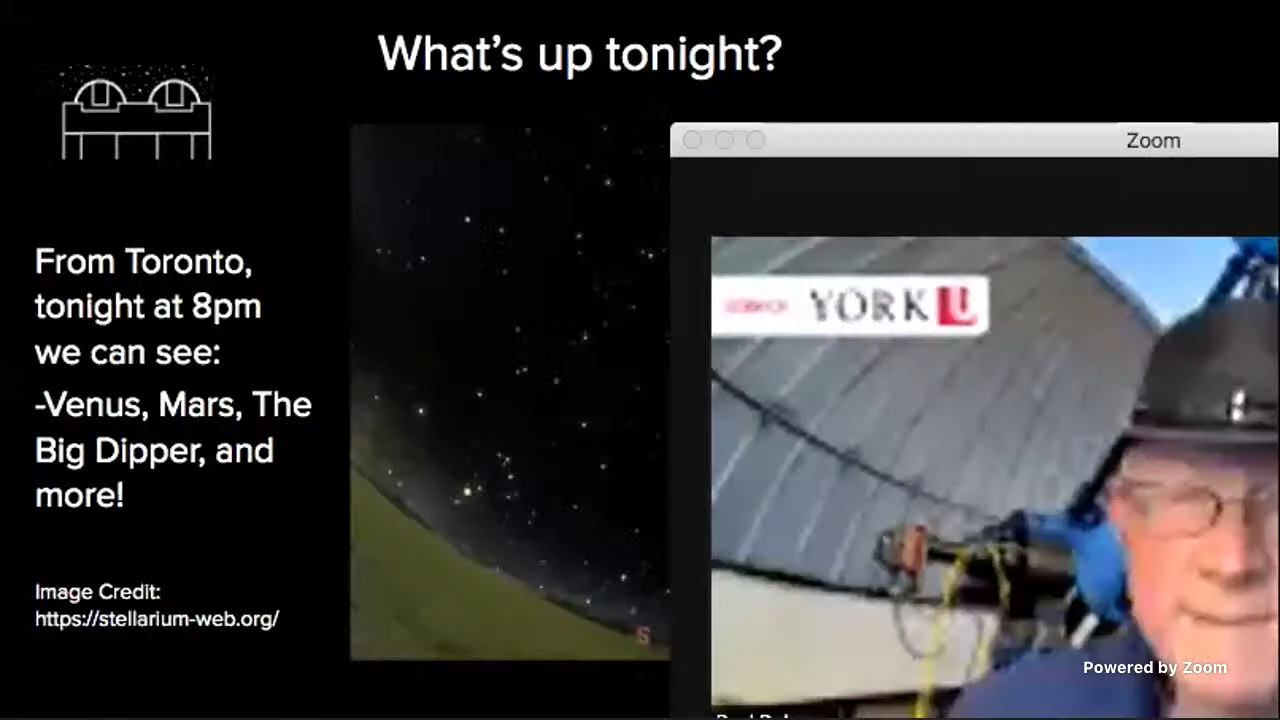 What's up tonight?
Zoom
From Toronto,
tonight at 8pm
we can see:
-Venus, Mars, The
Big Dipper, and
more!
YORK U
Image Credit:
https://stellarium-web.org/
S
Powered by Zoom